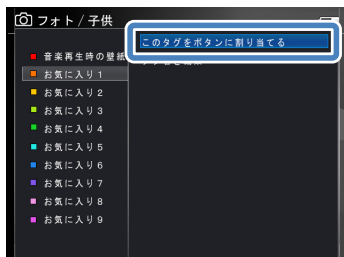 フォト / 子供
このタグをボタンに割り当てる
音楽再生時の壁紙
お気に入り 1
お気に入り 2
お気に入り 3
お気に入り 4
お気に入り 5
お気に入り 6
お気に入り 7
お気に入り 8
お気に入り 9